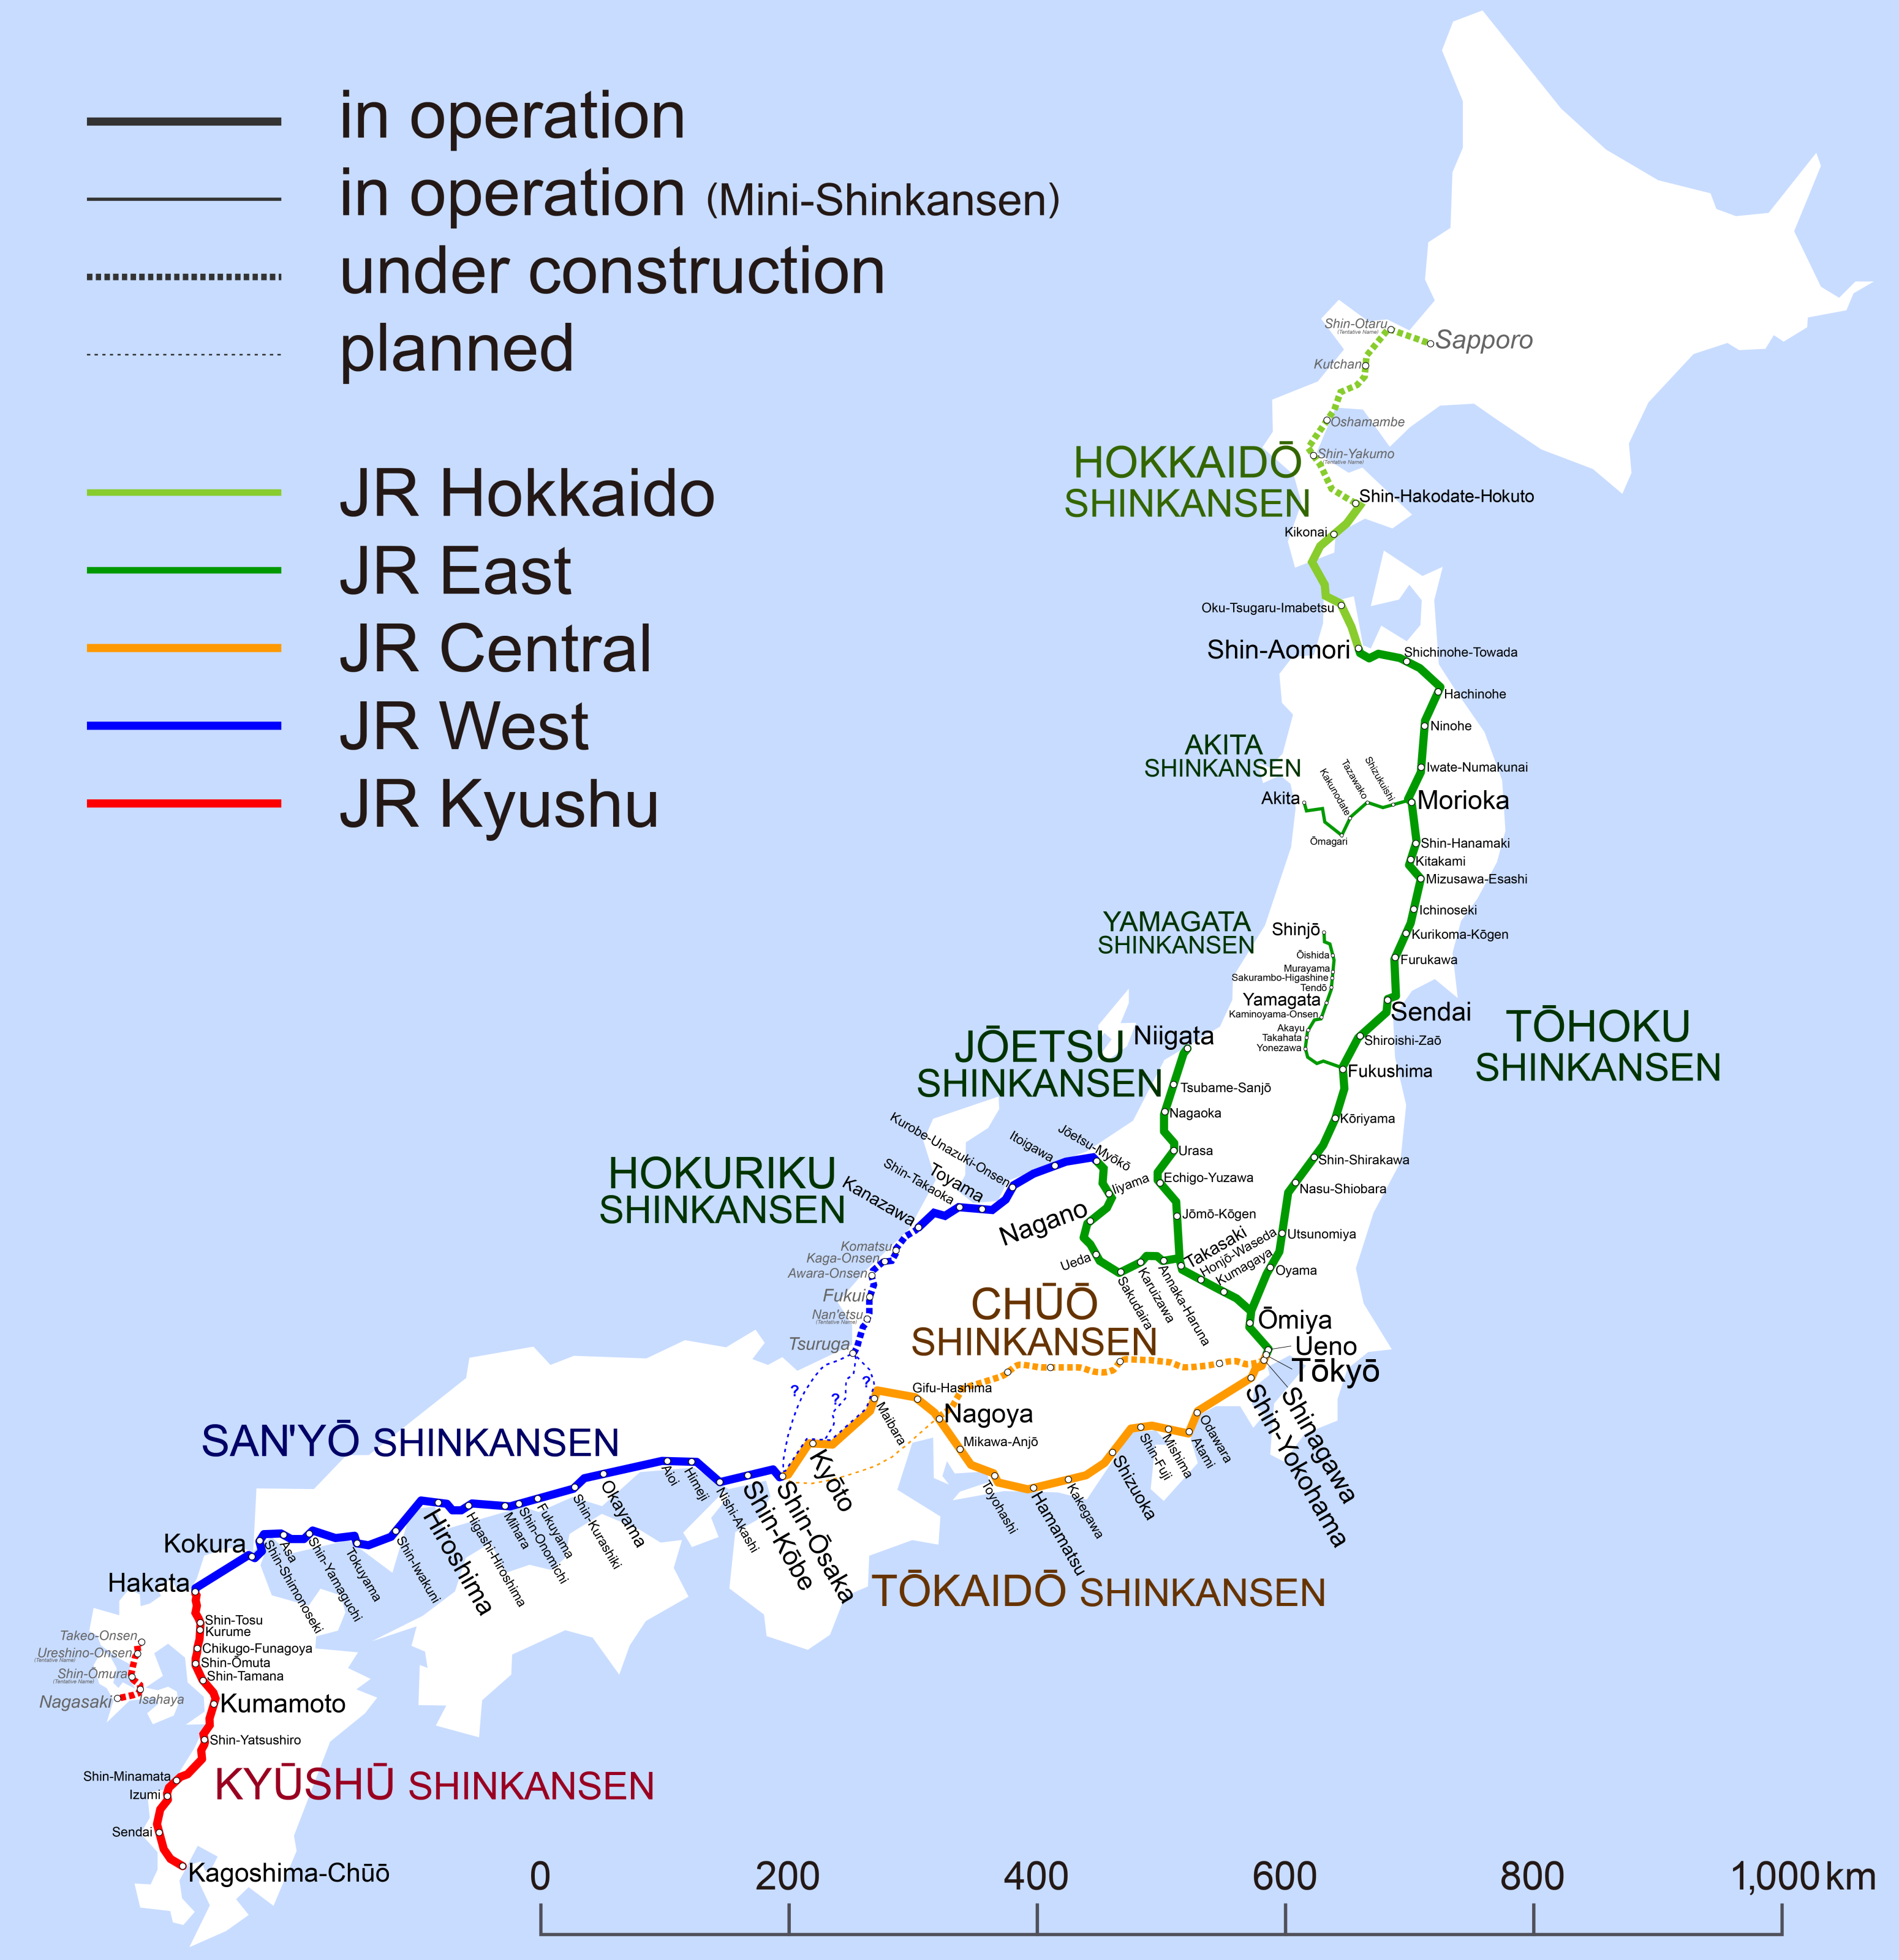 in operation
in operation (Mini-Shinkansen)
under construction
planned
JR Hokkaido
JR East
JR Central
JR West
JR Kyushu
Shin-Otaru
(Tentative Name)
Sapporo
Kutchan
Oshamambe
Shin-Yakumo
(Tentative Name)
HOKKAIDŌ
SHINKANSEN
Shin-Hakodate-Hokuto
Kikonai
Oku-Tsugaru-Imabetsu
Shin-Aomori
Shichinohe-Towada
Hachinohe
Ninohe
Iwate-Numakunai
AKITA
SHINKANSEN
Akita
Kakunodate
Tazawako
Shizukuishi
Ōmagari
Morioka
Shin-Hanamaki
Kitakami
Mizusawa-Esashi
Ichinoseki
Kurikoma-Kōgen
Furukawa
YAMAGATA
SHINKANSEN
Shinjō
Ōishida
Murayama
Sakurambo-Higashine
Tendō
Yamagata
Kaminoyama-Onsen
Akayu
Takahata
Yonezawa
Sendai
Shiroishi-Zaō
Fukushima
TŌHOKU
SHINKANSEN
Kōriyama
Shin-Shirakawa
Nasu-Shiobara
Utsunomiya
Oyama
JŌETSU
SHINKANSEN
Niigata
Tsubame-Sanjō
Nagaoka
Urasa
Echigo-Yuzawa
Jōmō-Kōgen
Takasaki
Honjō-Waseda
Kumagaya
Ōmiya
Ueno
Tōkyō
HOKURIKU
SHINKANSEN
Kanazawa
Shin-Takaoka
Toyama
Kurobe-Unazuki-Onsen
Itoigawa
Jōetsu-Myōkō
Iiyama
Nagano
Ueda
Sakudaira
Karuizawa
Annaka-Haruna
Komatsu
Kaga-Onsen
Awara-Onsen
Fukui
Nan'etsu
(Tentative Name)
Tsuruga
?
?
?
CHŪŌ
SHINKANSEN
Shinagawa
Shin-Yokohama
Odawara
Atami
Mishima
Shin-Fuji
Shizuoka
Kakegawa
Hamamatsu
Toyohashi
Mikawa-Anjō
Nagoya
Gifu-Hashima
Maibara
Kyōto
Shin-Ōsaka
TŌKAIDŌ SHINKANSEN
SAN'YŌ SHINKANSEN
Shin-Kōbe
Nishi-Akashi
Himeji
Aioi
Okayama
Shin-Kurashiki
Fukuyama
Shin-Onomichi
Mihara
Higashi-Hiroshima
Hiroshima
Shin-Iwakuni
Tokuyama
Shin-Yamaguchi
Asa
Shin-Shimonoseki
Kokura
Hakata
Shin-Tosu
Kurume
Chikugo-Funagoya
Shin-Ōmuta
Shin-Tamana
Kumamoto
Shin-Yatsushiro
Takeo-Onsen
Ureshino-Onsen
(Tentative Name)
Shin-Ōmura
(Tentative Name)
Isahaya
Nagasaki
Shin-Minamata
Izumi
Sendai
Kagoshima-Chūō
KYŪSHŪ SHINKANSEN
0 200 400 600 800 1,000 km